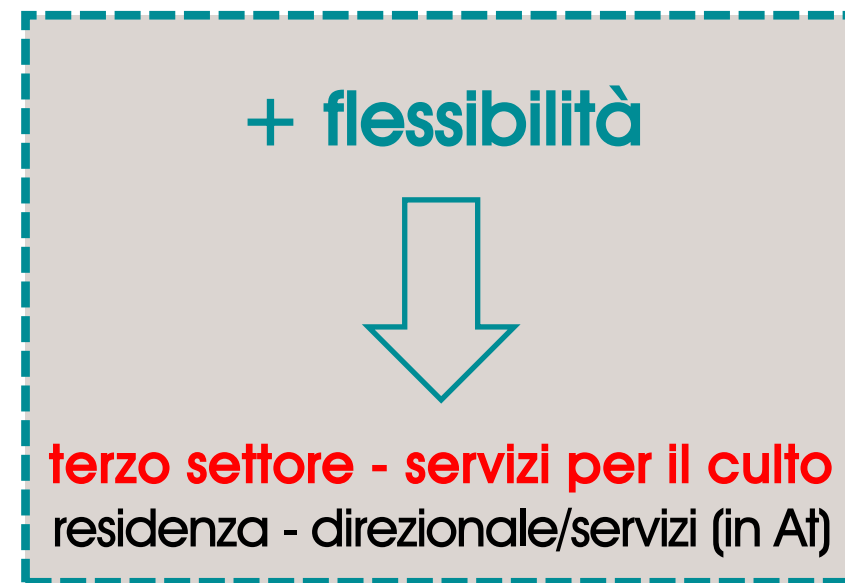 + flessibilità
terzo settore - servizi per il culto
residenza - direzionale/servizi (in At)